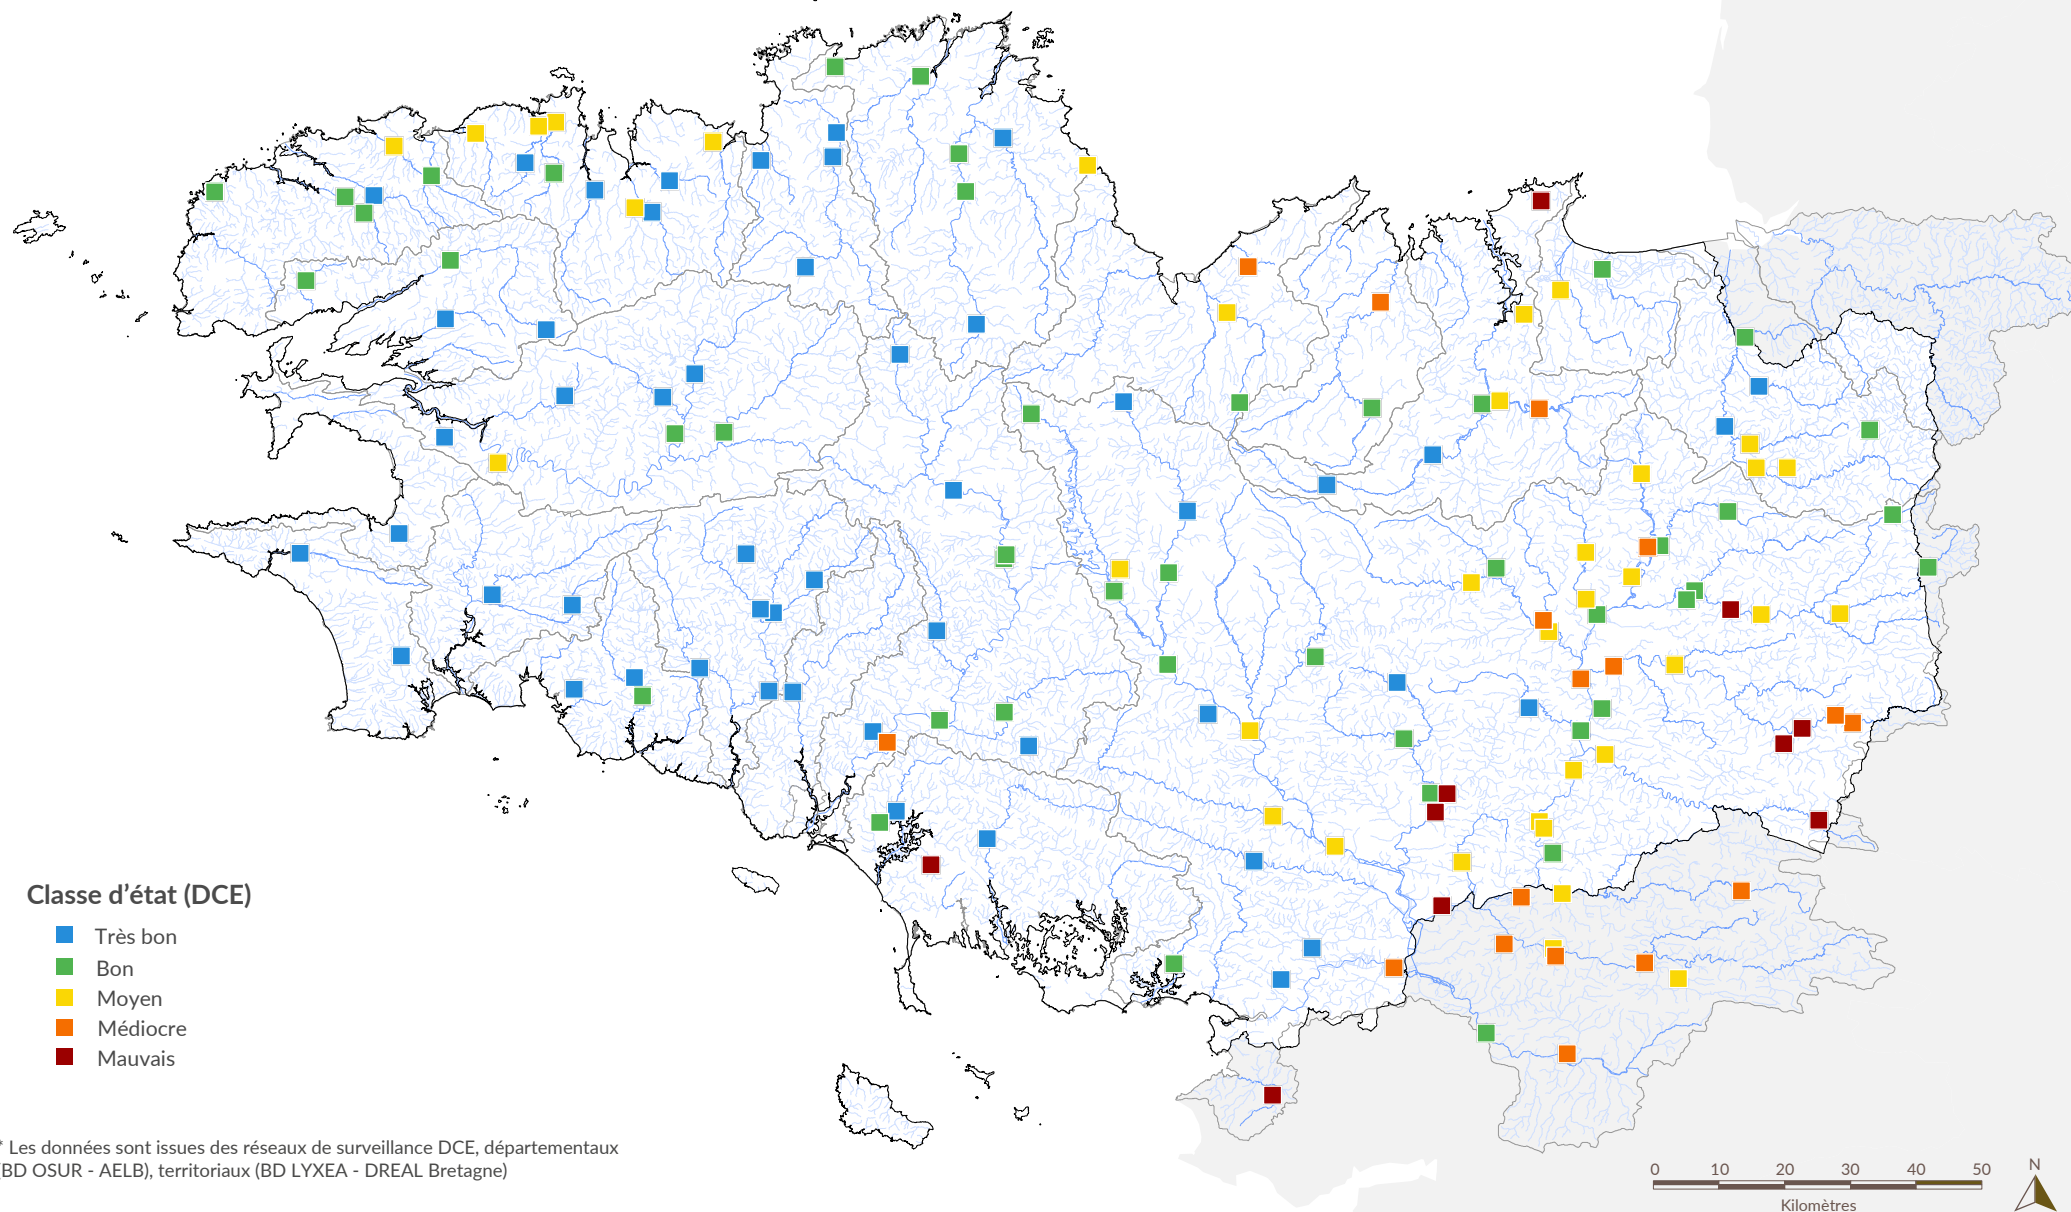 Classe d’état (DCE)
Très bon
Bon
Moyen
Médiocre
Mauvais
* Les données sont issues des réseaux de surveillance DCE, départementaux
(BD OSUR - AELB), territoriaux (BD LYXEA - DREAL Bretagne)
0 10 20 30 40 50
Kilomètres
N